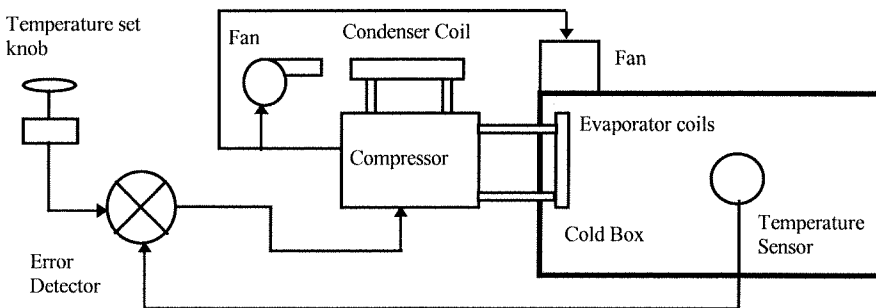 Temperature set
knob
Fan
Condenser Coil
Fan
Evaporator coils
Compressor
Temperature
Sensor
Cold Box
Error
Detector